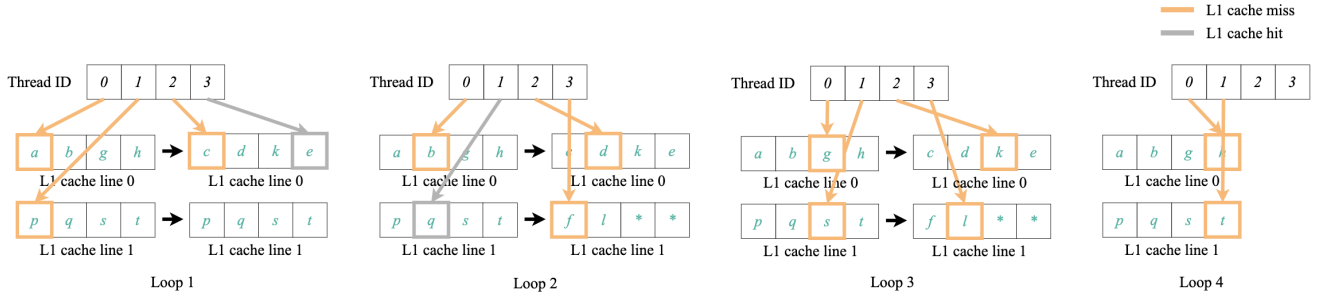 L1 cache miss
L1 cache hit
Thread ID 0 1 2 3
a b g h c d k e
L1 cache line 0 L1 cache line 0
p q s t p q s t
L1 cache line 1 L1 cache line 1
Loop 1
Thread ID 0 1 2 3
a b g h c d k e
L1 cache line 0 L1 cache line 0
p q s t f l * *
L1 cache line 1 L1 cache line 1
Loop 2
Thread ID 0 1 2 3
a b g h c d k e
L1 cache line 0 L1 cache line 0
p q s t f l * *
L1 cache line 1 L1 cache line 1
Loop 3
Thread ID 0 1 2 3
a b g h
L1 cache line 0
p q s t
L1 cache line 1
Loop 4